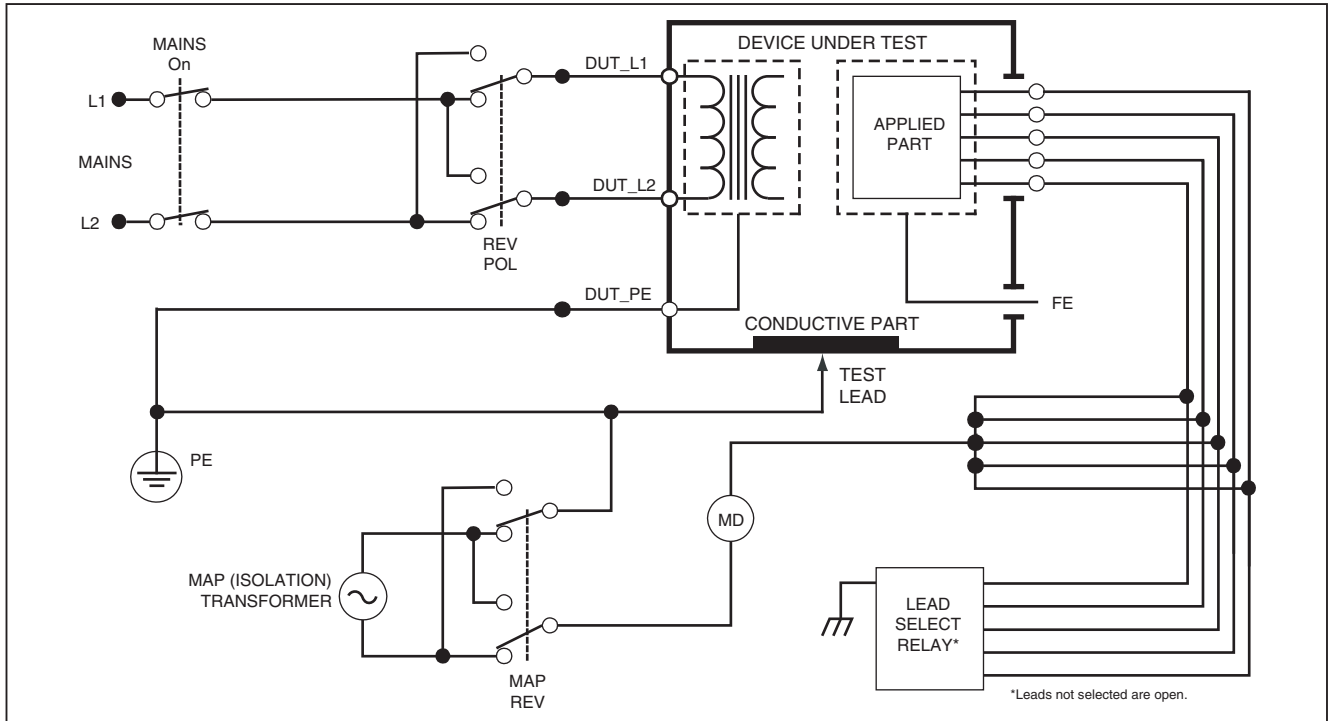 MAINS
On
L1
MAINS
L2
REV
POL
DUT_L1
DUT_L2
DUT_PE
DEVICE UNDER TEST
APPLIED
PART
FE
CONDUCTIVE PART
TEST
LEAD
PE
MAP (ISOLATION)
TRANSFORMER
MAP
REV
MD
LEAD
SELECT
RELAY*
*Leads not selected are open.